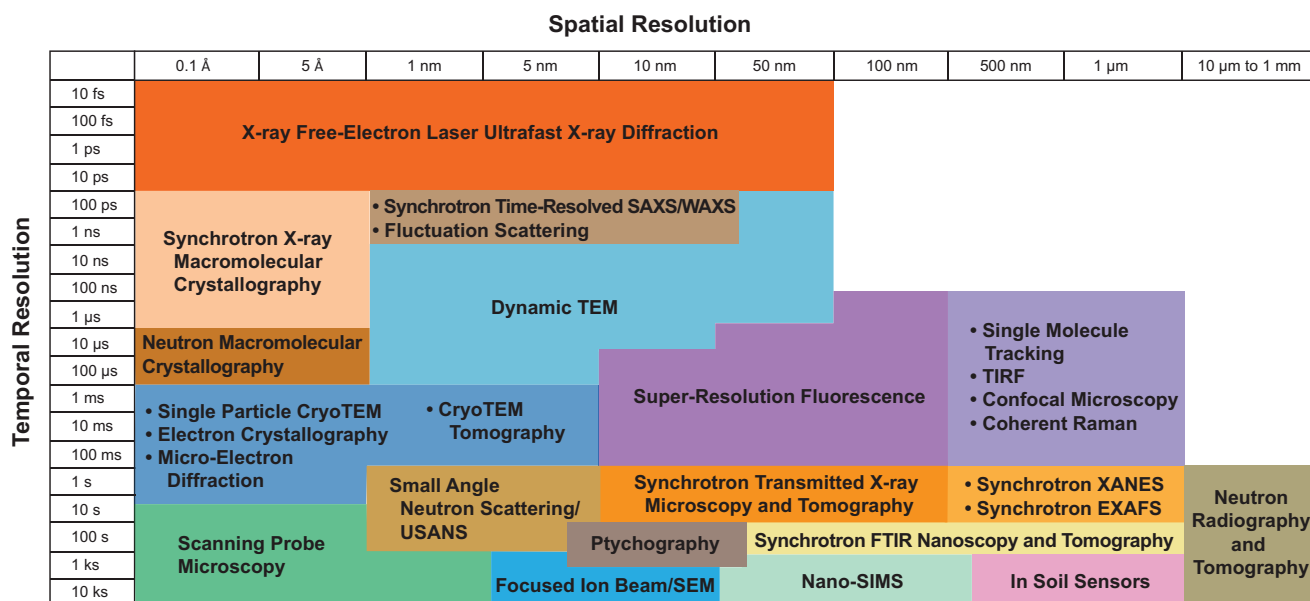 Spatial Resolution
0.1 Å 5 Å 1 nm 5 nm 10 nm 50 nm 100 nm 500 nm 1 µm 10 µm to 1 mm
Temporal Resolution
10 fs
100 fs
1 ps
10 ps
100 ps
1 ns
10 ns
100 ns
1 µs
10 µs
100 µs
1 ms
10 ms
100 ms
1 s
10 s
100 s
1 ks
10 ks
X-ray Free-Electron Laser Ultrafast X-ray Diffraction
Synchrotron X-ray
Macromolecular
Crystallography
• Synchrotron Time-Resolved SAXS/WAXS
• Fluctuation Scattering
Dynamic TEM
Neutron Macromolecular
Crystallography
• Single Particle CryoTEM
• Electron Crystallography
• Micro-Electron
Diffraction
• CryoTEM
Tomography
Super-Resolution Fluorescence
• Single Molecule
Tracking
• TIRF
• Confocal Microscopy
• Coherent Raman
Small Angle
Neutron Scattering/
USANS
Synchrotron Transmitted X-ray
Microscopy and Tomography
• Synchrotron XANES
• Synchrotron EXAFS
Neutron
Radiography
and
Tomography
Scanning Probe
Microscopy
Ptychography
Synchrotron FTIR Nanoscopy and Tomography
Focused Ion Beam/SEM
Nano-SIMS
In Soil Sensors